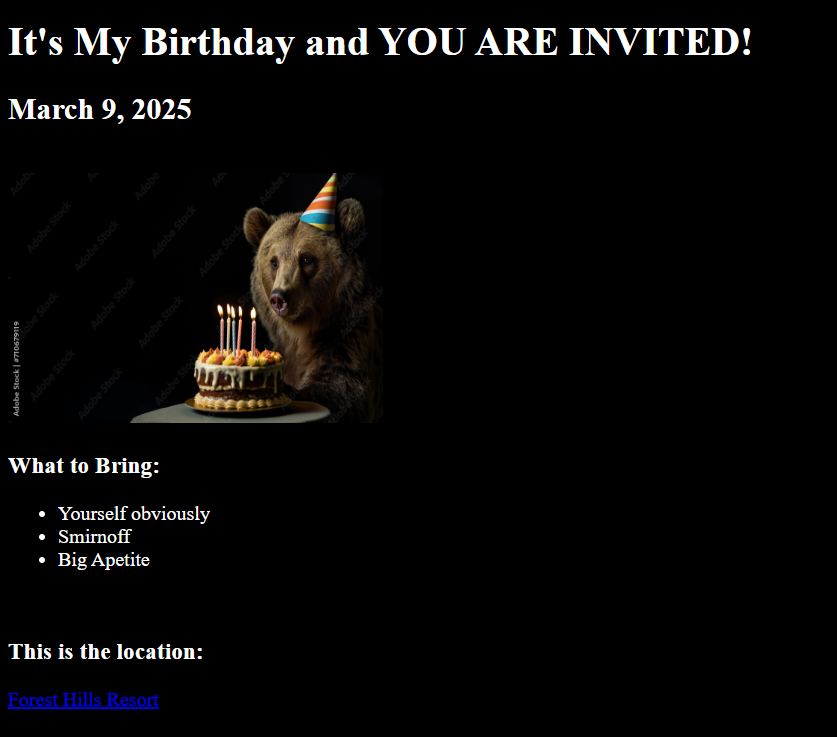 It's My Birthday and YOU ARE INVITED!
March 9, 2025
Adobe Stock
Adobe Stock | #710679119
What to Bring:
Yourself obviously
Smirnoff
Big Apetite
This is the location:
Forest Hills Resort